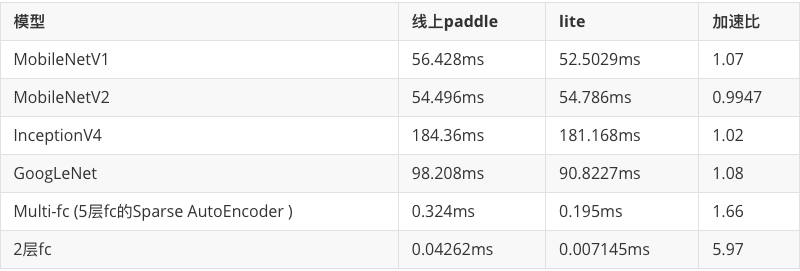 模型 线上paddle lite 加速比
MobileNetV1 56.428ms 52.5029ms 1.07
MobileNetV2 54.496ms 54.786ms 0.9947
InceptionV4 184.36ms 181.168ms 1.02
GoogLeNet 98.208ms 90.8227ms 1.08
Multi-fc (5层fc的Sparse AutoEncoder ) 0.324ms 0.195ms 1.66
2层fc 0.04262ms 0.007145ms 5.97